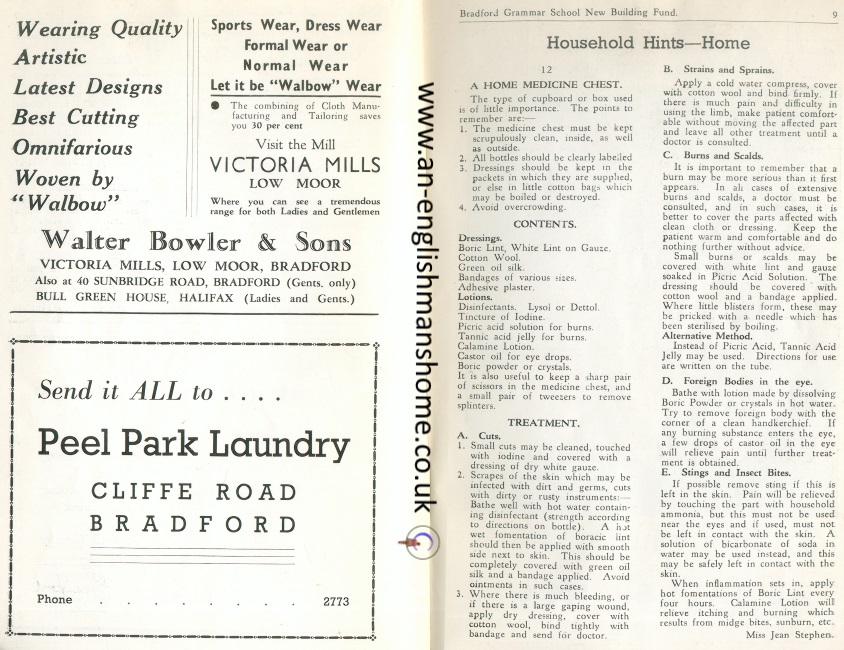 Wearing Quality
Artistic
Latest Designs
Best Cutting
Omnifarious
Woven by
"Walbow"
Sports Wear, Dress Wear
Formal Wear or
Normal Wear
Let it be "Walbow" Wear
● The combining of Cloth Manu-
facturing and Tailoring saves
you 30 per cent
Visit the Mill
VICTORIA MILLS
LOW MOOR
Where you can see a tremendous
range for both Ladies and Gentlemen
Walter Bowler & Sons
VICTORIA MILLS, LOW MOOR, BRADFORD
Also at 40 SUNBRIDGE ROAD, BRADFORD (Gents. only)
BULL GREEN HOUSE, HALIFAX (Ladies and Gents.)
Send it ALL to . . . .
Peel Park Laundry
CLIFFE ROAD
BRADFORD
Phone . . . . . . . . 2773
www.an-englishmanshome.co.uk
Bradford Grammar School New Building Fund. 9
Household Hints—Home
12
A HOME MEDICINE CHEST.
The type of cupboard or box used
is of little importance. The points to
remember are:—
1. The medicine chest must be kept
scrupulously clean, inside, as well
as outside.
2. All bottles should be clearly labelled
3. Dressings should be kept in the
packets in which they are supplied,
or else in little cotton bags which
may be boiled or destroyed.
4. Avoid overcrowding.
CONTENTS.
Dressings.
Boric Lint, White Lint on Gauze.
Cotton Wool.
Green oil silk.
Bandages of various sizes.
Adhesive plaster.
Lotions.
Disinfectants. Lysol or Dettol.
Tincture of Iodine.
Picric acid solution for burns.
Tannic acid jelly for burns.
Calamine Lotion.
Castor oil for eye drops.
Boric powder or crystals.
It is also useful to keep a sharp pair
of scissors in the medicine chest, and
a small pair of tweezers to remove
splinters.
TREATMENT.
A. Cuts.
1. Small cuts may be cleaned, touched
with iodine and covered with a
dressing of dry white gauze.
2. Scrapes of the skin which may be
infected with dirt and germs, cuts
with dirty or rusty instruments:—
Bathe well with hot water contain-
ing disinfectant (strength according
to directions on bottle). A hot
wet fomentation of boracic lint
should then be applied with smooth
side next to skin. This should be
completely covered with green oil
silk and a bandage applied. Avoid
ointments in such cases.
3. Where there is much bleeding, or
if there is a large gaping wound,
apply dry dressing, cover with
cotton wool, bind tightly with
bandage and send for doctor.
B. Strains and Sprains.
Apply a cold water compress, cover
with cotton wool and bind firmly. If
there is much pain and difficulty in
using the limb, make patient comfort-
able without moving the affected part
and leave all other treatment until a
doctor is consulted.
C. Burns and Scalds.
It is important to remember that a
burn may be more serious than it first
appears. In all cases of extensive
burns and scalds, a doctor must be
consulted, and in such cases, it is
better to cover the parts affected with
clean cloth or dressing. Keep the
patient warm and comfortable and do
nothing further without advice.
Small burns or scalds may be
covered with white lint and gauze
soaked in Picric Acid Solution. The
dressing should be covered with
cotton wool and a bandage applied.
Where little blisters form, these may
be pricked with a needle which has
been sterilised by boiling.
Alternative Method.
Instead of Picric Acid, Tannic Acid
Jelly may be used. Directions for use
are written on the tube.
D. Foreign Bodies in the eye.
Bathe with lotion made by dissolving
Boric Powder or crystals in hot water.
Try to remove foreign body with the
corner of a clean handkerchief. If
any burning substance enters the eye,
a few drops of castor oil in the eye
will relieve pain until further treat-
ment is obtained.
E. Stings and Insect Bites.
If possible remove sting if this is
left in the skin. Pain will be relieved
by touching the part with household
ammonia, but this must not be used
near the eyes and if used, must not
be left in contact with the skin. A
solution of bicarbonate of soda in
water may be used instead, and this
may be safely left in contact with the
skin.
When inflammation sets in, apply
hot fomentations of Boric Lint every
four hours. Calamine Lotion will
relieve itching and burning which
results from midge bites, sunburn, etc.
Miss Jean Stephen.